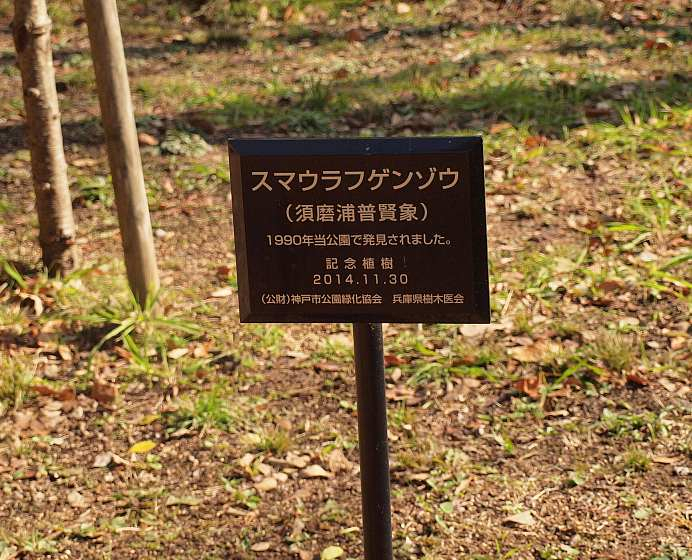 スマウラフゲンゾウ
（須磨浦普賢象）
1990年当公園で発見されました。
記念植樹
2014.11.30
（公財）神戸市公園緑化協会　兵庫県樹木医会